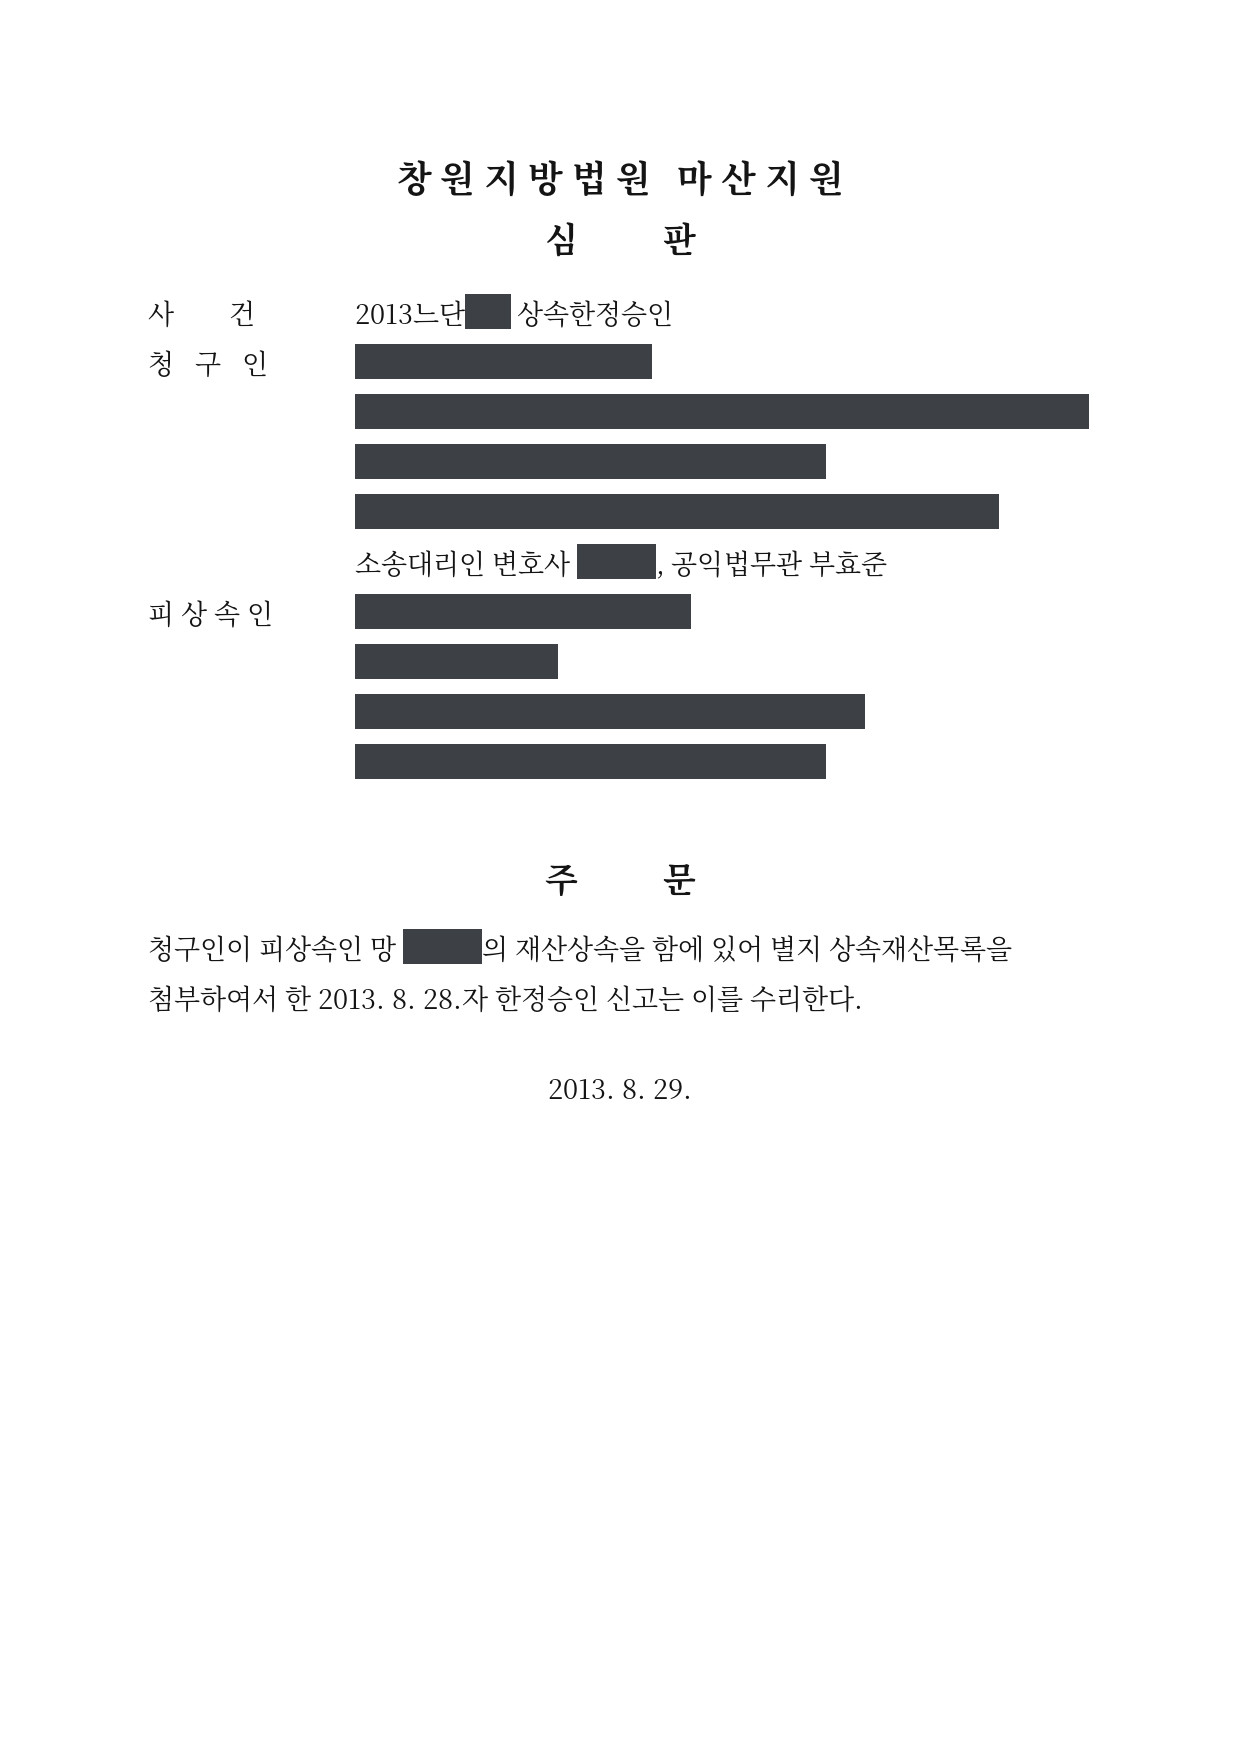 창원지방법원 마산지원
심 판
사 건 2013느단 상속한정승인
청 구 인
소송대리인 변호사 , 공익법무관 부효준
피 상 속 인
주 문
청구인이 피상속인 망 의 재산상속을 함에 있어 별지 상속재산목록을
첨부하여서 한 2013. 8. 28.자 한정승인 신고는 이를 수리한다.
2013. 8. 29.